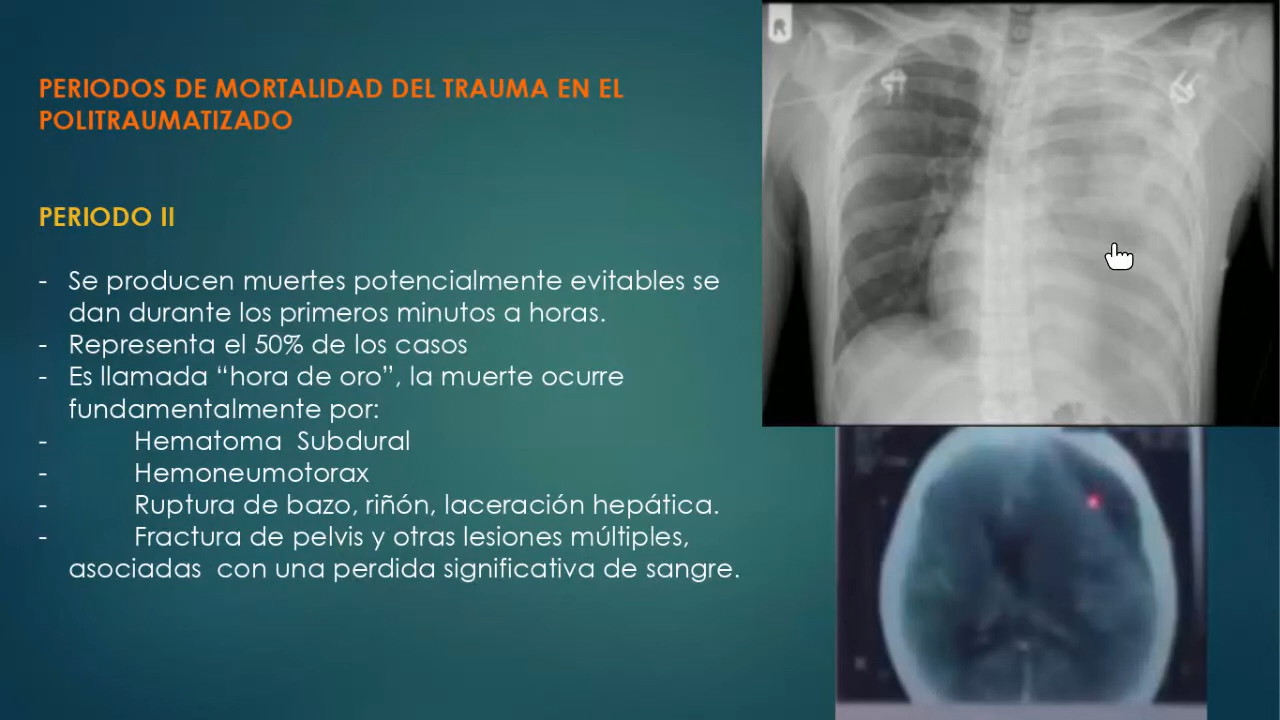 PERIODOS DE MORTALIDAD DEL TRAUMA EN EL
POLITRAUMATIZADO
PERIODO II
- Se producen muertes potencialmente evitables se
dan durante los primeros minutos a horas.
- Representa el 50% de los casos
- Es llamada “hora de oro”, la muerte ocurre
fundamentalmente por:
- Hematoma Subdural
- Hemoneumotorax
- Ruptura de bazo, riñón, laceración hepática.
- Fractura de pelvis y otras lesiones múltiples,
asociadas con una perdida significativa de sangre.
R